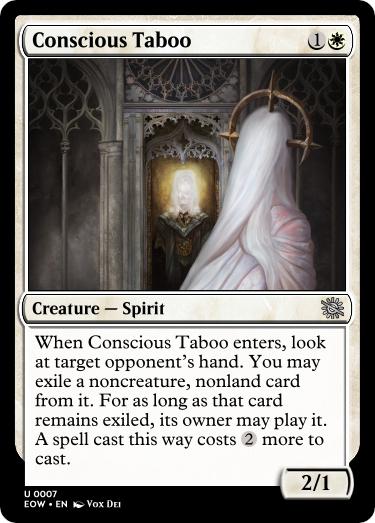 Conscious Taboo 1
Creature — Spirit
When Conscious Taboo enters, look
at target opponent's hand. You may
exile a noncreature, nonland card
from it. For as long as that card
remains exiled, its owner may play it.
A spell cast this way costs 2 more to
cast.
2/1
U 0007
EOW • EN Vox Dei